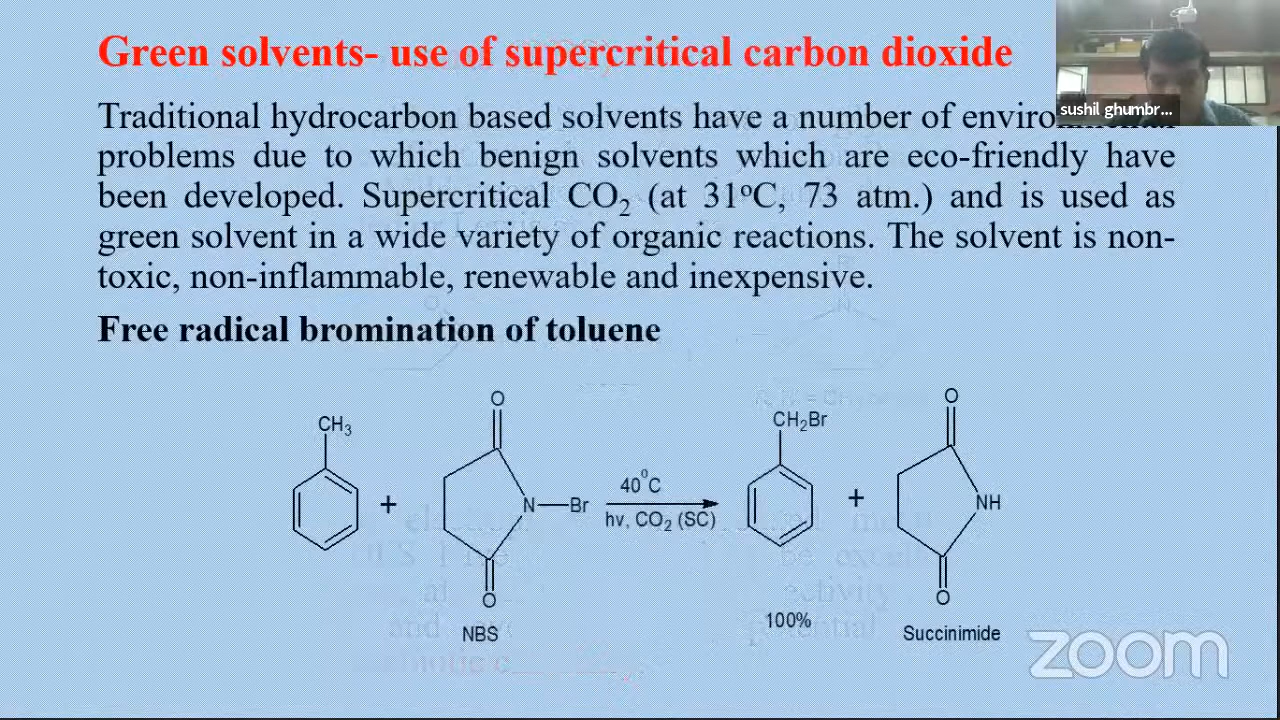 Green solvents- use of supercritical carbon dioxide
sushil ghumbr...
Traditional hydrocarbon based solvents have a number of environmental
problems due to which benign solvents which are eco-friendly have
been developed. Supercritical CO₂ (at 31ºC, 73 atm.) and is used as
green solvent in a wide variety of organic reactions. The solvent is non-
toxic, non-inflammable, renewable and inexpensive.
Free radical bromination of toluene
CH₃
+
O
N
Br
O
NBS
40⁰C
hv, CO₂ (SC)
CH₂Br
100%
+
O
NH
O
Succinimide
zoom